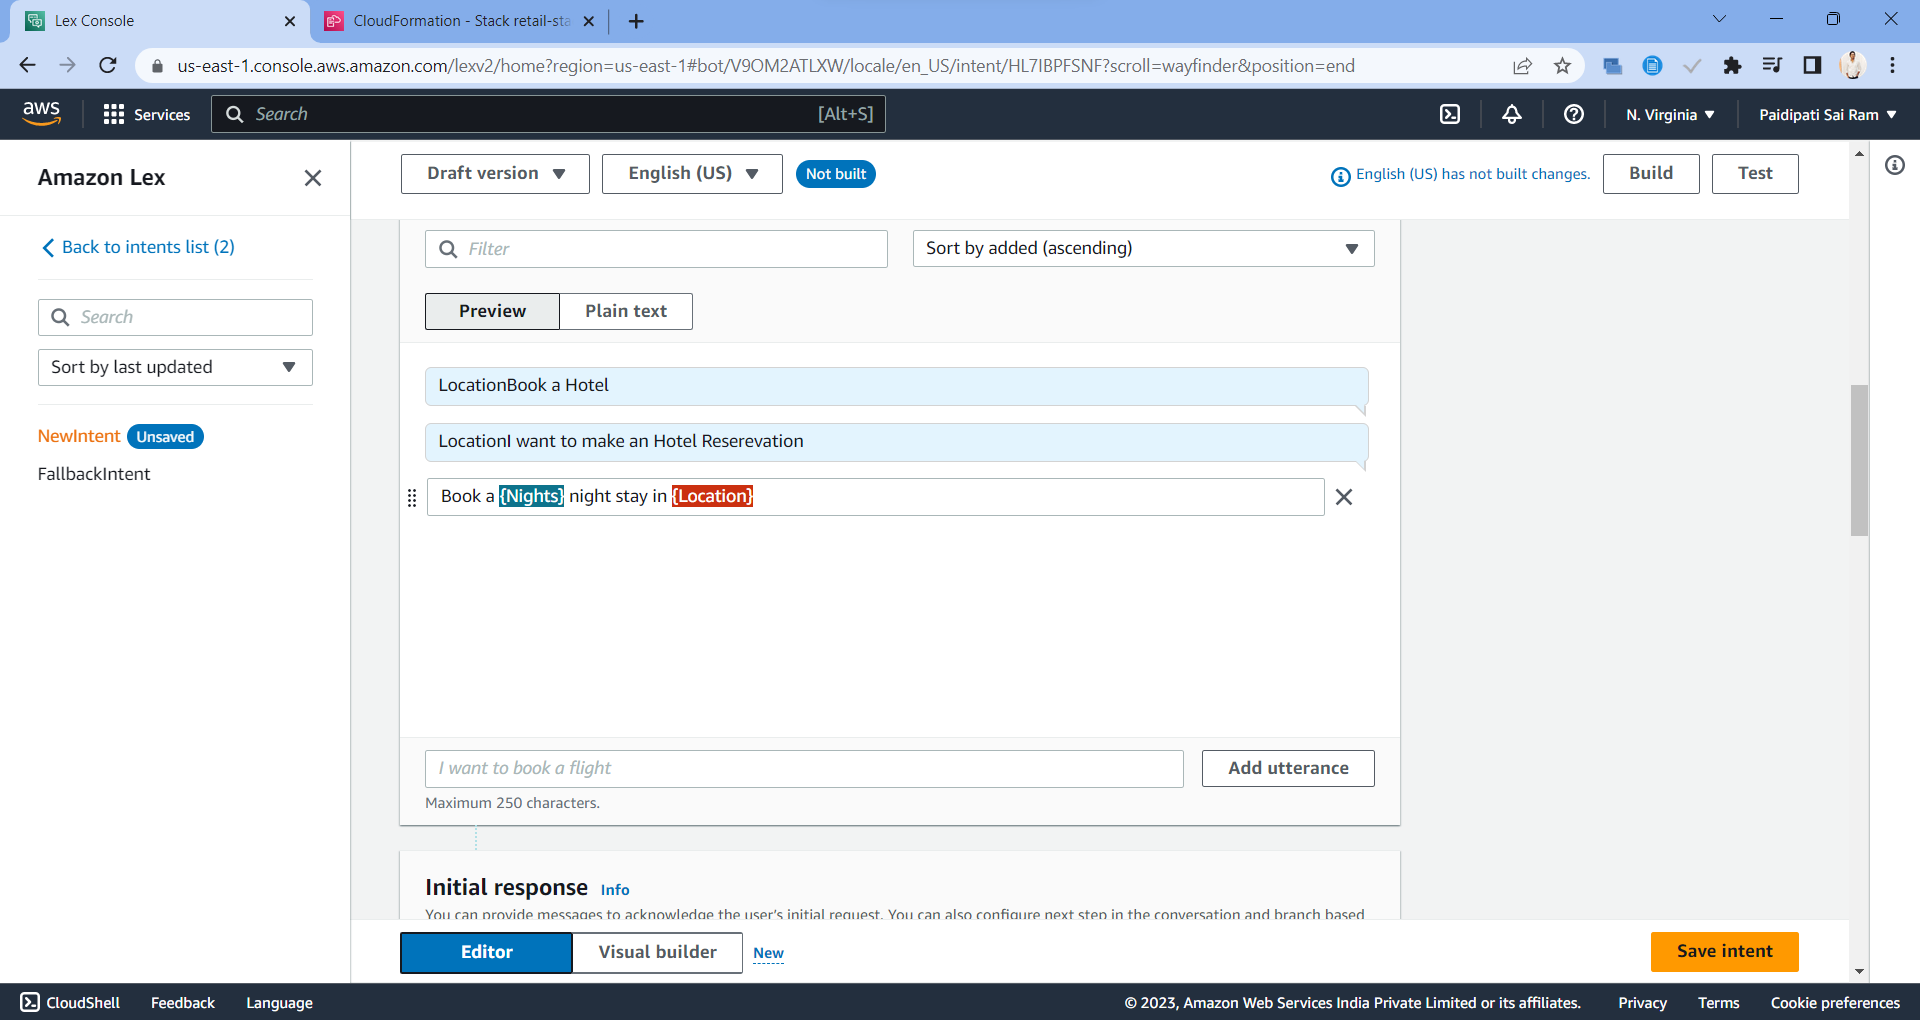 Lex Console
CloudFormation - Stack retail-sta
us-east-1.console.aws.amazon.com/lexv2/home?region=us-east-1#bot/V9OM2ATLXW/locale/en_US/intent/HL7IBPFSNF?scroll=wayfinder&position=end
aws
Services
Search
[Alt+S]
N. Virginia
Paidipati Sai Ram
Amazon Lex
Draft version
English (US)
Not built
English (US) has not built changes.
Build
Test
Back to intents list (2)
Search
Sort by last updated
NewIntent Unsaved
FallbackIntent
Filter
Sort by added (ascending)
Preview
Plain text
LocationBook a Hotel
LocationI want to make an Hotel Reserevation
Book a {Nights} night stay in {Location}
I want to book a flight
Add utterance
Maximum 250 characters.
Initial response Info
You can provide messages to acknowledge the user's initial request. You can also configure next step in the conversation and branch based
Editor
Visual builder
New
Save intent
CloudShell
Feedback
Language
© 2023, Amazon Web Services India Private Limited or its affiliates.
Privacy
Terms
Cookie preferences